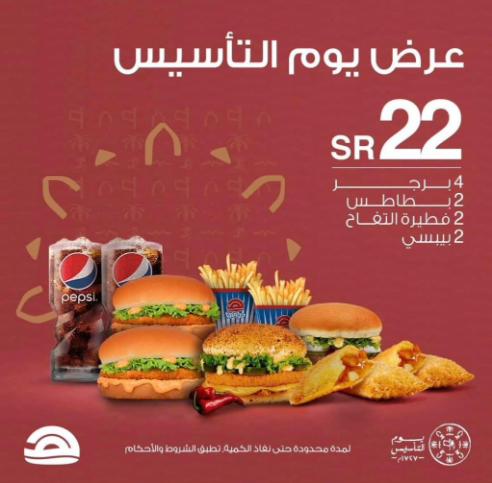 عرض يوم التأسيس
SR 22
4 برجر
2 بطاطس
2 فطيرة التفاح
2 بيبسي
pepsi
يوم
التأسيس
١٧٢٧م
لمدة محدودة حتى نفاذ الكمية، تطبق الشروط والأحكام